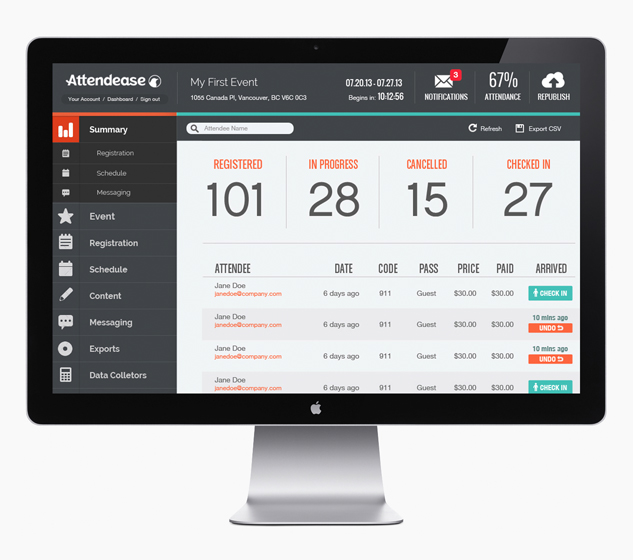 Attendease
Your Account / Dashboard / Sign out
My First Event
1055 Canada Pl, Vancouver, BC V6C 0C3
07.20.13 - 07.27.13
Begins in: 10:12:56
3
NOTIFICATIONS
67%
ATTENDANCE
REPUBLISH
Summary
Registration
Schedule
Messaging
Event
Registration
Schedule
Content
Messaging
Exports
Data Colletors
Attendee Name
Refresh
Export CSV
REGISTERED
101
IN PROGRESS
28
CANCELLED
15
CHECKED IN
27
ATTENDEE DATE CODE PASS PRICE PAID ARRIVED
Jane Doe
janedoe@company.com
6 days ago 911 Guest $30.00 $30.00 CHECK IN
Jane Doe
janedoe@company.com
6 days ago 911 Guest $30.00 $30.00
10 mins ago
UNDO
Jane Doe
janedoe@company.com
6 days ago 911 Guest $30.00 $30.00
10 mins ago
UNDO
Jane Doe
janedoe@company.com
6 days ago 911 Guest $30.00 $30.00 CHECK IN